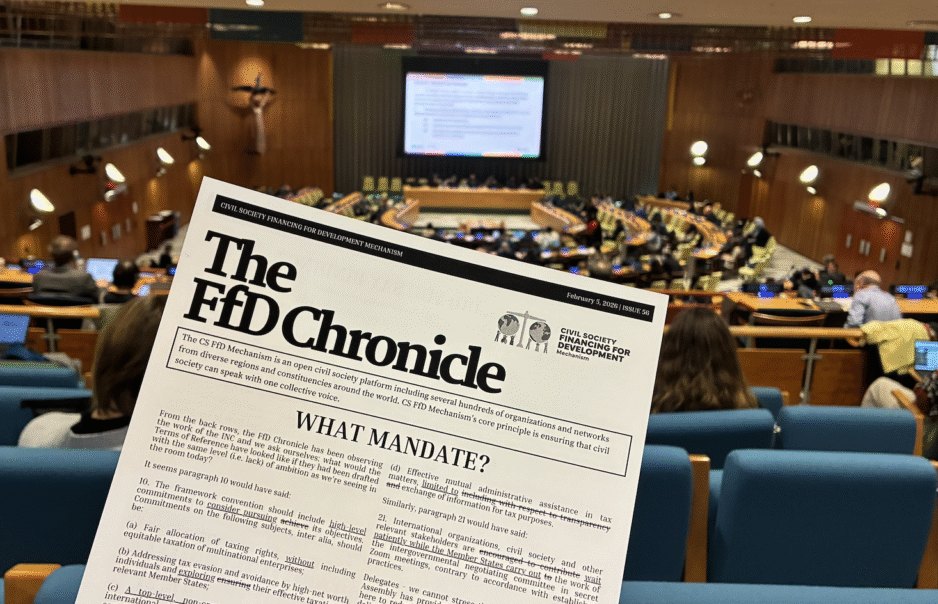 CIVIL SOCIETY FINANCING FOR DEVELOPMENT MECHANISM
February 5, 2026 | ISSUE 56
The
FfD Chronicle
CIVIL SOCIETY
FINANCING FOR
DEVELOPMENT
Mechanism
The CS FfD Mechanism is an open civil society platform including several hundreds of organizations and networks
from diverse regions and constituencies around the world. CS FfD Mechanism's core principle is ensuring that civil
society can speak with one collective voice.
WHAT MANDATE?
From the back rows, the FfD Chronicle has been observing
the work of the INC and we ask ourselves: what would the
Terms of Reference have looked like if they had been drafted
with the same level (i.e. lack) of ambition as we're seeing in
the room today?
It seems paragraph 10 would have said:
10. The framework convention should include high-level
commitments to consider pursuing achieve its objectives.
Commitments on the following subjects, inter alia, should
be:
(a) Fair allocation of taxing rights, without including
equitable taxation of multinational enterprises;
(b) Addressing tax evasion and avoidance by high-net worth
individuals and exploring ensuring their effective taxation
relevant Member States;
(c) A top-level
international
(d) Effective mutual administrative assistance in tax
matters, limited to including with respect to transparency
and exchange of information for tax purposes.
Similarly, paragraph 21 would have said:
21. International organizations, civil society and other
relevant stakeholders are encouraged to contribute wait
patiently while the Member States carry out to the work of
the intergovernmental negotiating committee in secret
Zoom meetings, contrary to accordance with
practices.
Delegates - we cannot stress
Assembly has
here to